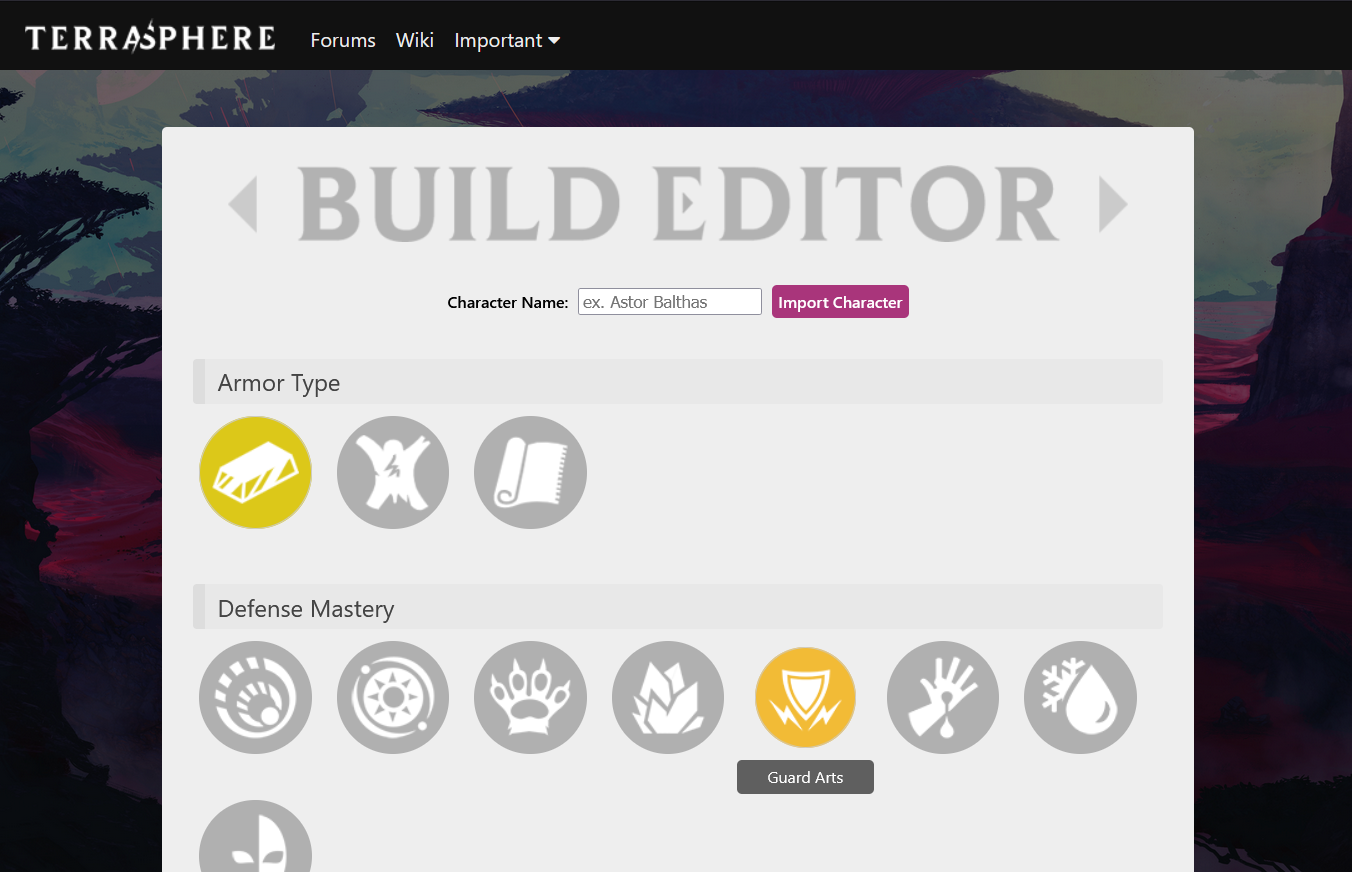 TERRASPHERE Forums Wiki Important
BUILD EDITOR
Character Name: ex. Astor Balthas Import Character
Armor Type
Defense Mastery
Guard Arts